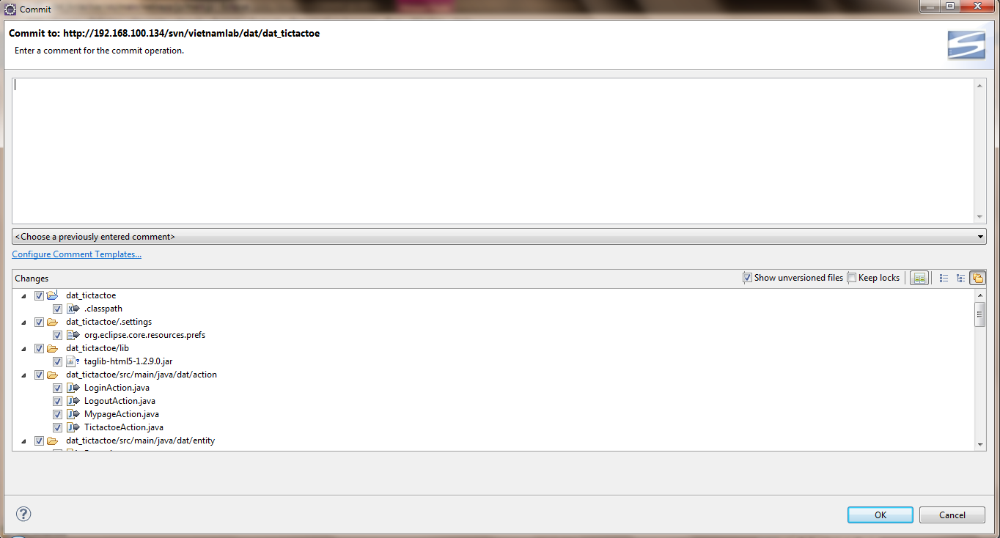 Commit
Commit to: http://192.168.100.134/svn/vietnamlab/dat/dat_tictactoe
Enter a comment for the commit operation.
<Choose a previously entered comment>
Configure Comment Templates...
Changes
Show unversioned files
Keep locks
dat_tictactoe
.classpath
dat_tictactoe/.settings
org.eclipse.core.resources.prefs
dat_tictactoe/lib
taglib-html5-1.2.9.0.jar
dat_tictactoe/src/main/java/dat/action
LoginAction.java
LogoutAction.java
MypageAction.java
TictactoeAction.java
dat_tictactoe/src/main/java/dat/entity
OK
Cancel